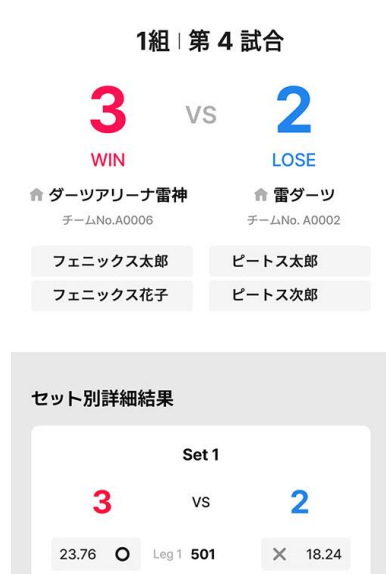 1組 | 第 4 試合
3 VS 2
WIN LOSE
ダーツアリーナ雷神 雷ダーツ
チームNo.A0006 チームNo. A0002
フェニックス太郎 ピートス太郎
フェニックス花子 ピートス次郎
セット別詳細結果
Set 1
3 VS 2
23.76 O Leg 1 501 × 18.24